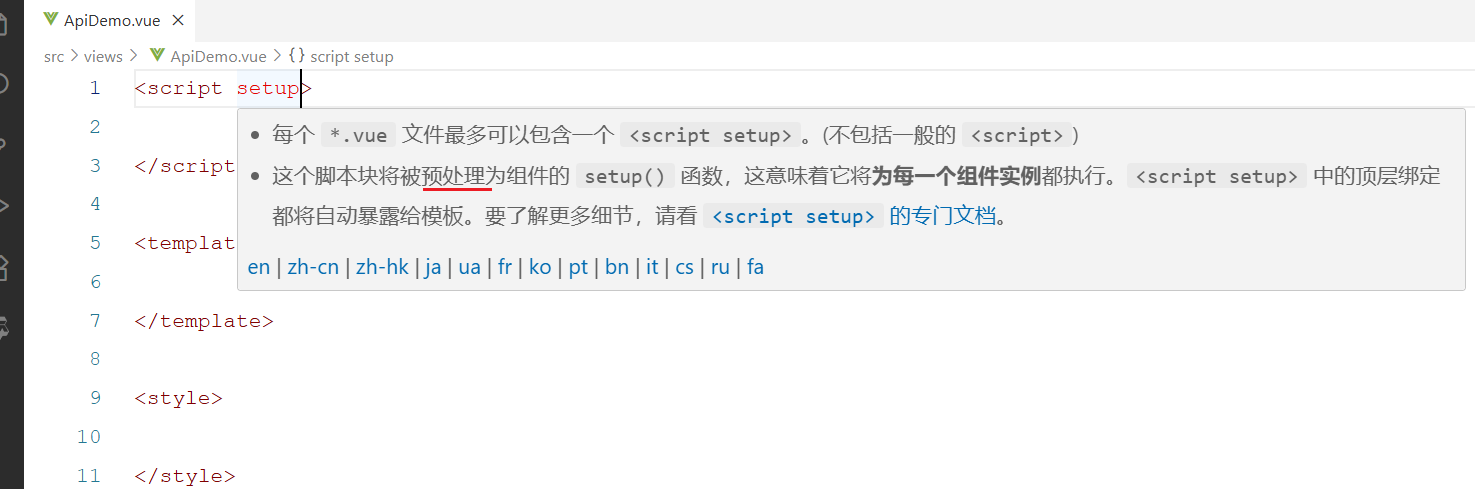 ApiDemo.vue ×
src > views > ApiDemo.vue > {} script setup
1 <script setup>
2
• 每个 *.vue 文件最多可以包含一个 <script setup>。(不包括一般的 <script>)
3 </script
• 这个脚本块将被预处理为组件的 setup() 函数，这意味着它将为每一个组件实例都执行。<script setup> 中的顶层绑定
4
都将自动暴露给模板。要了解更多细节，请看 <script setup> 的专门文档。
5 <templat
6
en | zh-cn | zh-hk | ja | ua | fr | ko | pt | bn | it | cs | ru | fa
7 </template>
8
9 <style>
10
11 </style>